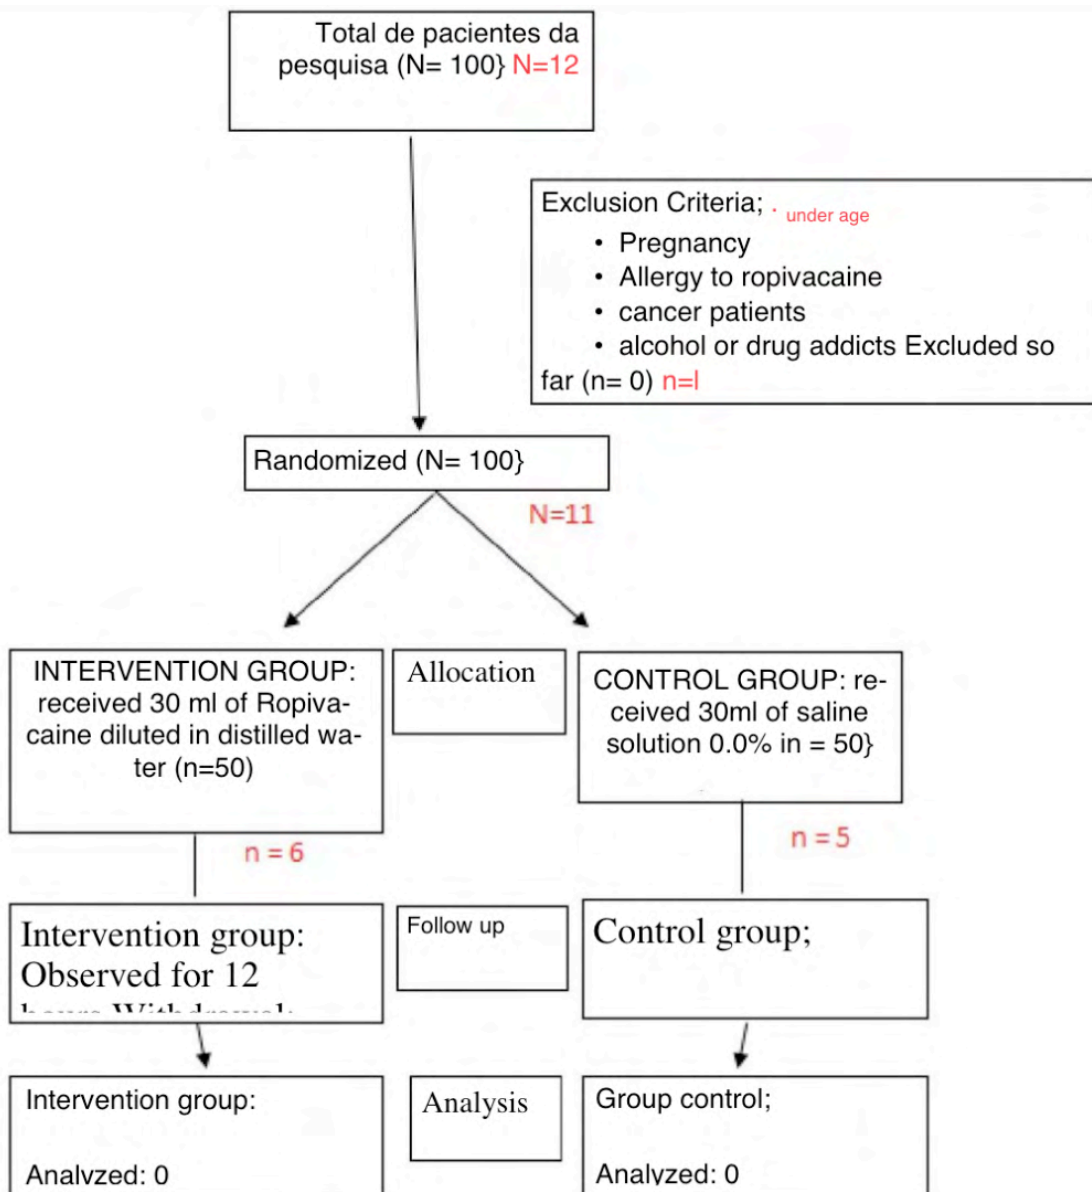 Total de pacientes da
pesquisa (N= 100} N=12
Exclusion Criteria; . under age
• Pregnancy
• Allergy to ropivacaine
• cancer patients
• alcohol or drug addicts Excluded so
far (n= 0) n=l
Randomized (N= 100}
N=11
INTERVENTION GROUP:
received 30 ml of Ropiva-
caine diluted in distilled wa-
ter (n=50)
Allocation
CONTROL GROUP: re-
ceived 30ml of saline
solution 0.0% in = 50}
n = 6
n = 5
Intervention group:
Observed for 12
hours Withdrawal:
Follow up
Control group;
Intervention group:
Analyzed: 0
Analysis
Group control;
Analyzed: 0